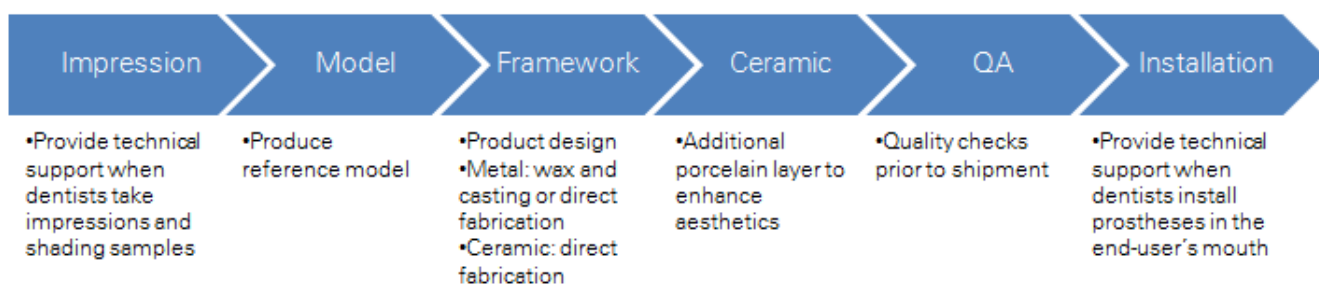 Impression
Model
Framework
Ceramic
QA
Installation
•Provide technical
support when
dentists take
impressions and
shading samples
•Produce
reference model
•Product design
•Metal: wax and
casting or direct
fabrication
•Ceramic: direct
fabrication
•Additional
porcelain layer to
enhance
aesthetics
•Quality checks
prior to shipment
•Provide technical
support when
dentists install
prostheses in the
end-user´s mouth